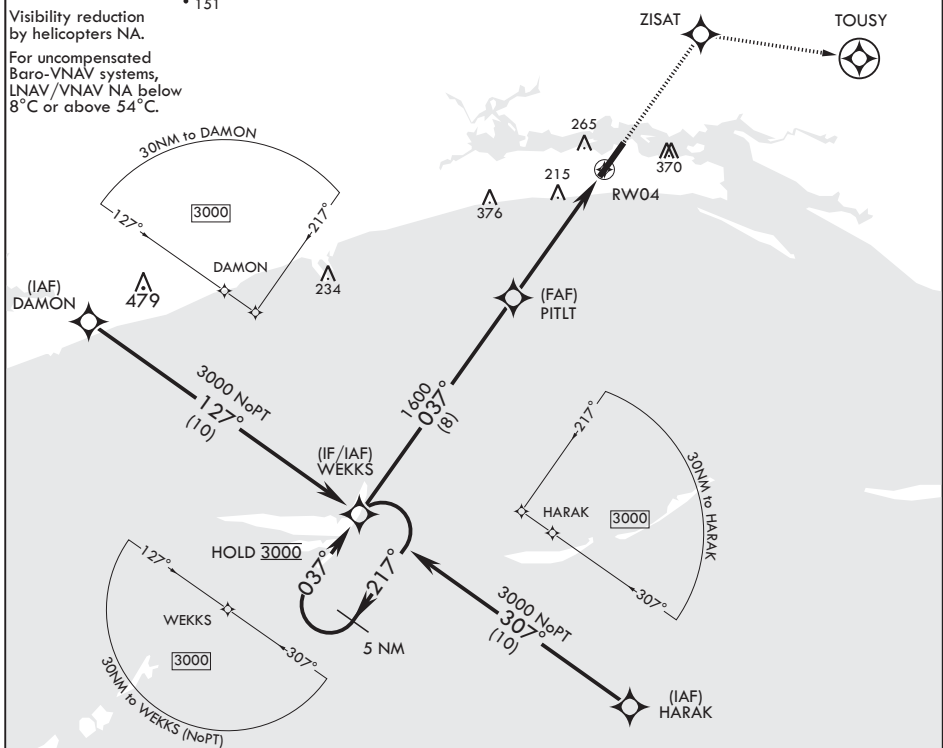 151
Visibility reduction
by helicopters NA.
For uncompensated
Baro-VNAV systems,
LNAV/VNAV NA below
8°C or above 54°C.
ZISAT
TOUSY
30NM to DAMON
3000
127°
217°
DAMON
265
215
370
376
RW04
(IAF)
DAMON
479
234
(FAF)
PITLT
3000 NoPT
127°
(10)
1600
037°
(8)
(IF/IAF)
WEKKS
217°
30NM to HARAK
HARAK
3000
307°
HOLD 3000
037°
217°
5 NM
127°
WEKKS
3000
307°
30NM to WEKKS (NoPT)
3000 NoPT
307°
(10)
(IAF)
HARAK